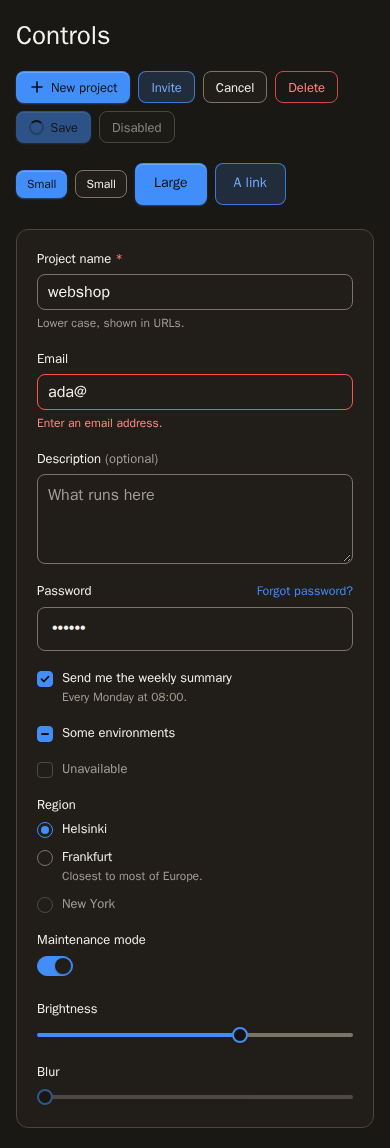 Controls
New project Invite Cancel Delete
Save Disabled
Small Small Large A link
Project name *
webshop
Lower case, shown in URLs.
Email
ada@
Enter an email address.
Description (optional)
What runs here
Password Forgot password?
••••••
Send me the weekly summary
Every Monday at 08:00.
Some environments
Unavailable
Region
Helsinki
Frankfurt
Closest to most of Europe.
New York
Maintenance mode
Brightness
Blur